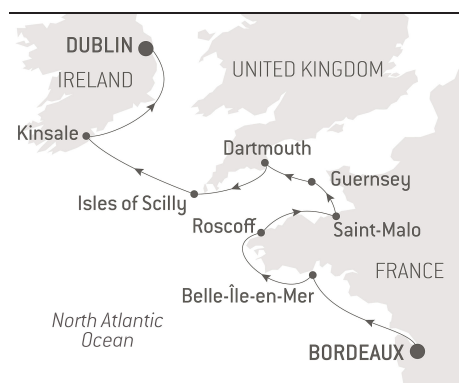 DUBLIN
IRELAND
UNITED KINGDOM
Kinsale
Dartmouth
Guernsey
Isles of Scilly
Roscoff
Saint-Malo
FRANCE
Belle-Île-en-Mer
North Atlantic
Ocean
BORDEAUX